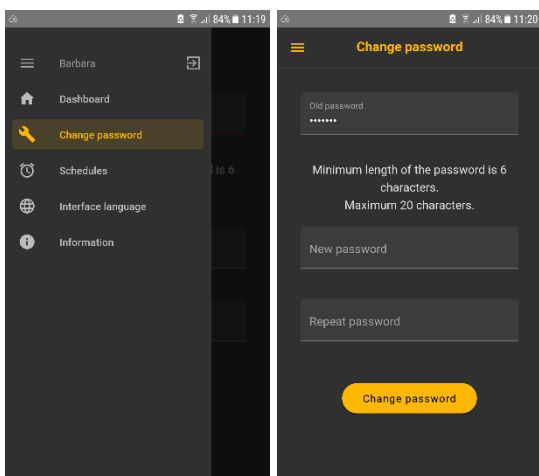 84% 11:19
Barbara
Dashboard
Change password
Schedules
l is 6
Interface language
Information
84% 11:20
Change password
Old password
•••••••
Minimum length of the password is 6
characters.
Maximum 20 characters.
New password
Repeat password
Change password